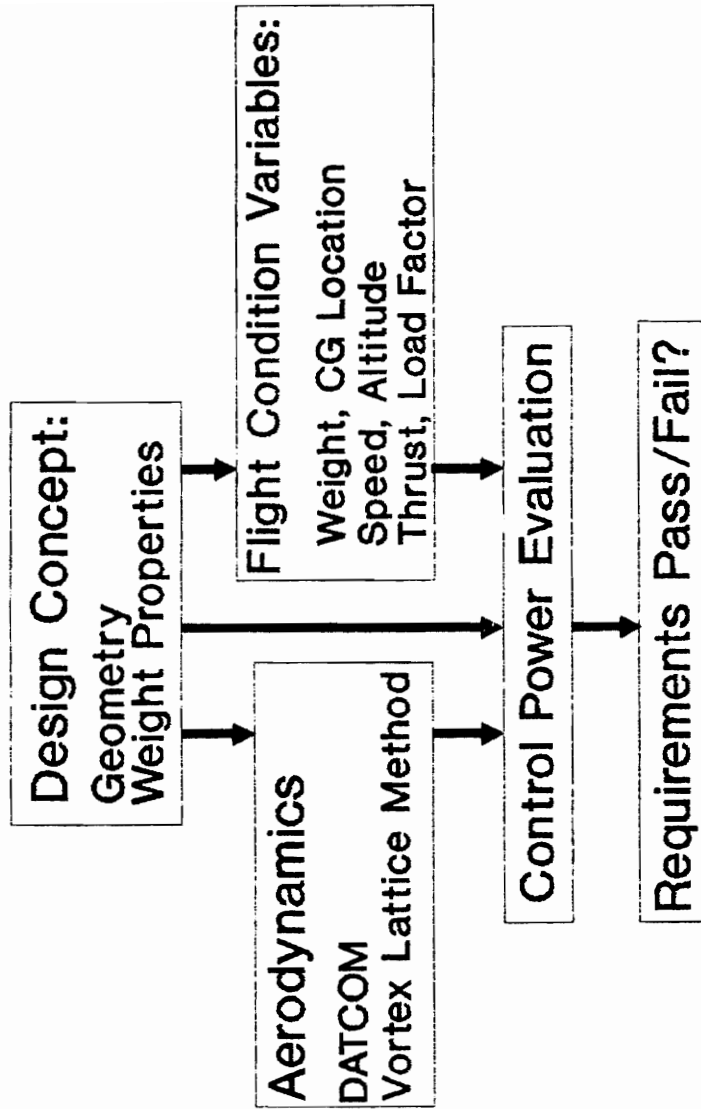 Design Concept:
Geometry
Weight Properties
Aerodynamics
DATCOM
Vortex Lattice Method
Flight Condition Variables:
Weight, CG Location
Speed, Altitude
Thrust, Load Factor
Control Power Evaluation
Requirements Pass/Fail?